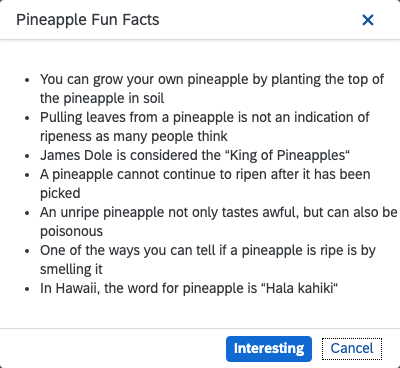 Pineapple Fun Facts
• You can grow your own pineapple by planting the top of
the pineapple in soil
• Pulling leaves from a pineapple is not an indication of
ripeness as many people think
• James Dole is considered the “King of Pineapples“
• A pineapple cannot continue to ripen after it has been
picked
• An unripe pineapple not only tastes awful, but can also be
poisonous
• One of the ways you can tell if a pineapple is ripe is by
smelling it
• In Hawaii, the word for pineapple is “Hala kahiki“
Interesting Cancel